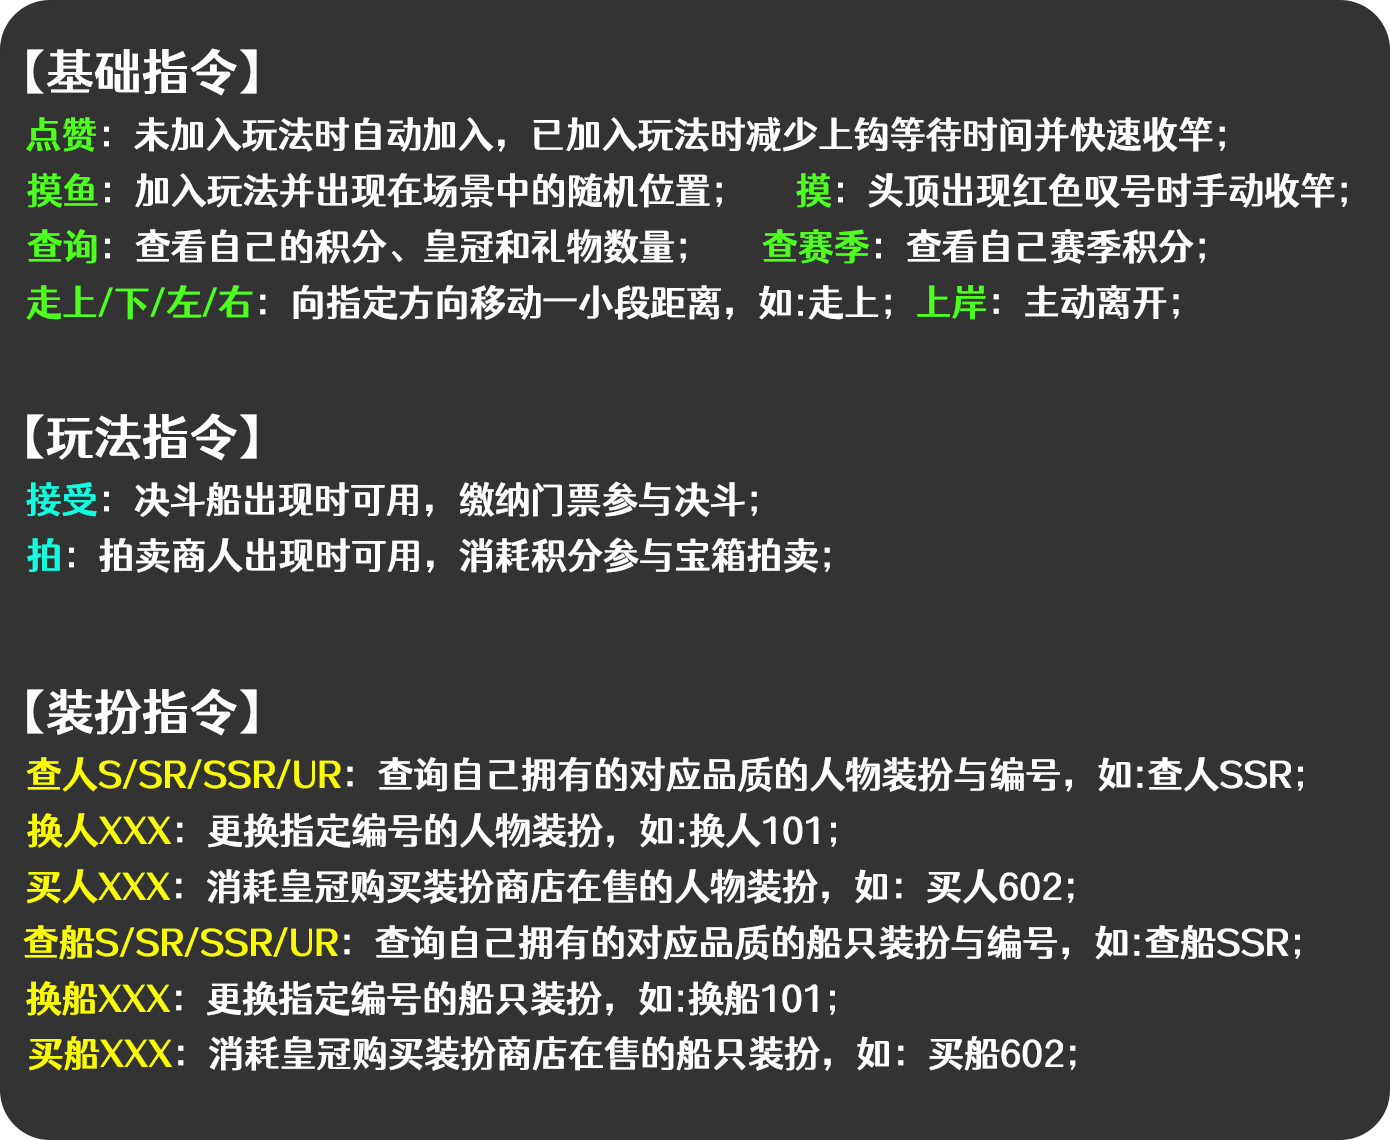 【基础指令】
点赞：未加入玩法时自动加入，已加入玩法时减少上钩等待时间并快速收竿；
摸鱼：加入玩法并出现在场景中的随机位置； 摸：头顶出现红色叹号时手动收竿；
查询：查看自己的积分、皇冠和礼物数量； 查赛季：查看自己赛季积分；
走上/下/左/右：向指定方向移动一小段距离，如:走上；上岸：主动离开；
【玩法指令】
接受：决斗船出现时可用，缴纳门票参与决斗；
拍：拍卖商人出现时可用，消耗积分参与宝箱拍卖；
【装扮指令】
查人S/SR/SSR/UR：查询自己拥有的对应品质的人物装扮与编号，如:查人SSR；
换人XXX：更换指定编号的人物装扮，如:换人101；
买人XXX：消耗皇冠购买装扮商店在售的人物装扮，如：买人602；
查船S/SR/SSR/UR：查询自己拥有的对应品质的船只装扮与编号，如:查船SSR；
换船XXX：更换指定编号的船只装扮，如:换船101；
买船XXX：消耗皇冠购买装扮商店在售的船只装扮，如：买船602；